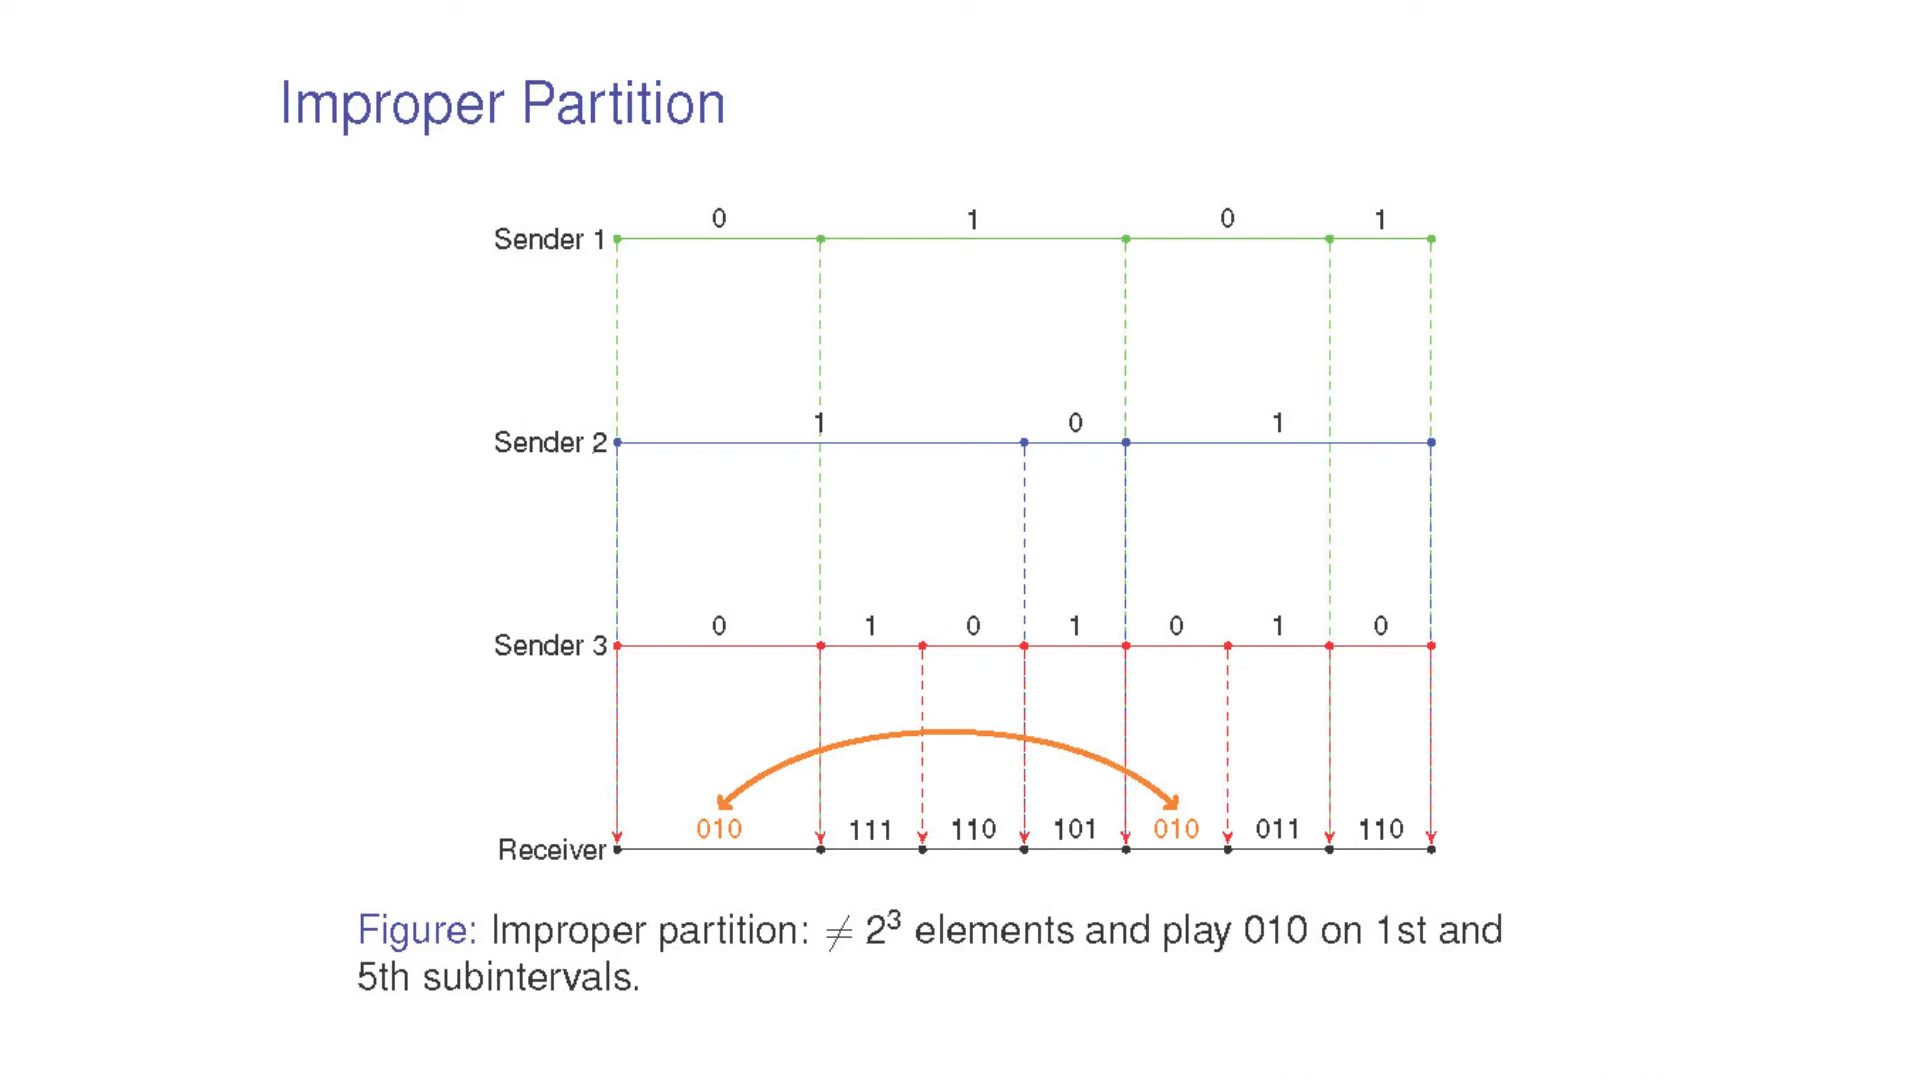 Improper Partition
0 1 0 1
Sender 1
1 0 1
Sender 2
0 1 0 1 0 1 0
Sender 3
010 111 110 101 010 011 110
Receiver
Figure: Improper partition: ≠ 2³ elements and play 010 on 1st and
5th subintervals.